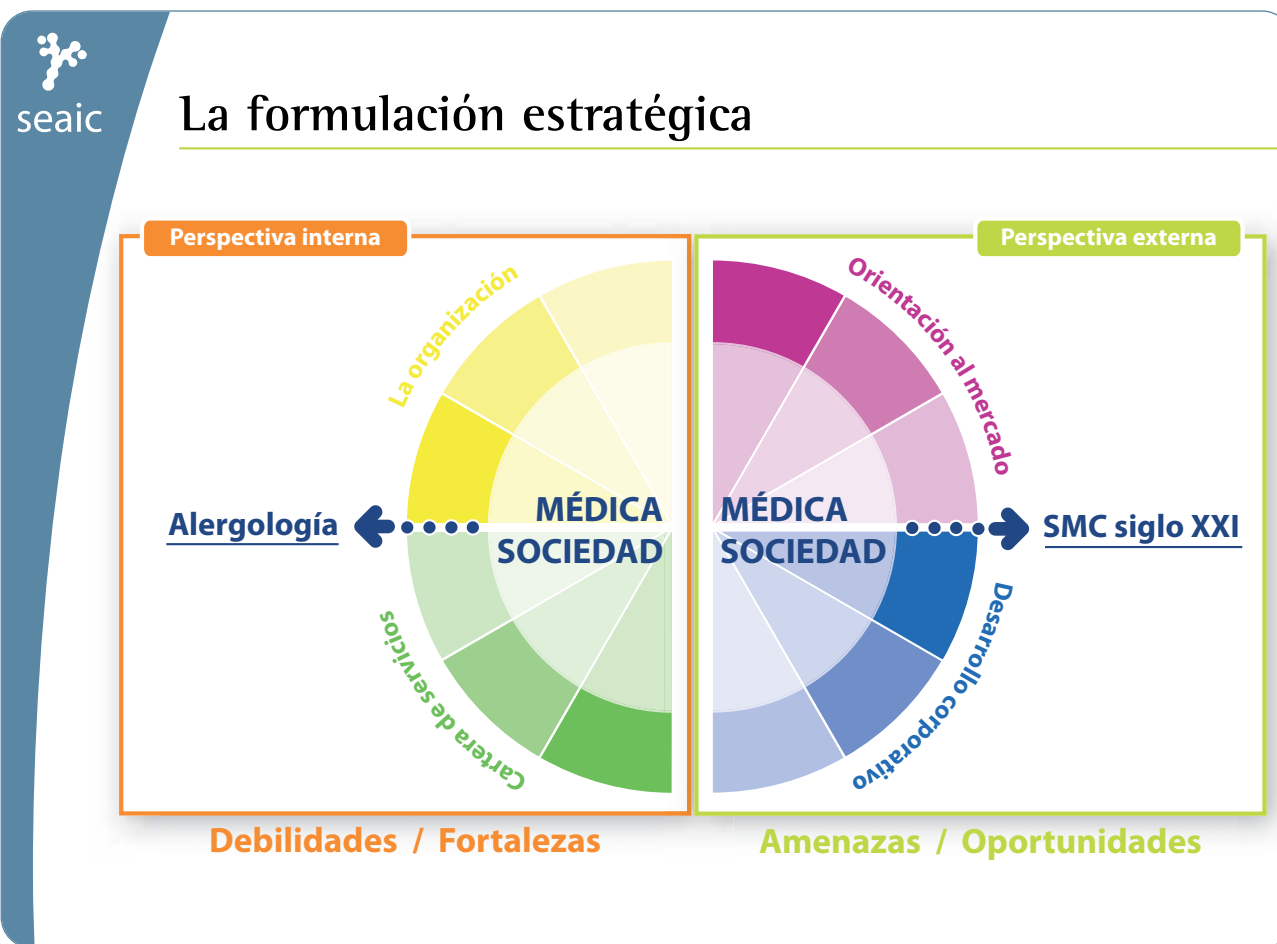 seaic
La formulación estratégica
Perspectiva interna
La organización
MÉDICA
SOCIEDAD
Alergología
Cartera de servicios
Debilidades / Fortalezas
Perspectiva externa
Orientación al mercado
MÉDICA
SOCIEDAD
SMC siglo XXI
Desarrollo corporativo
Amenazas / Oportunidades